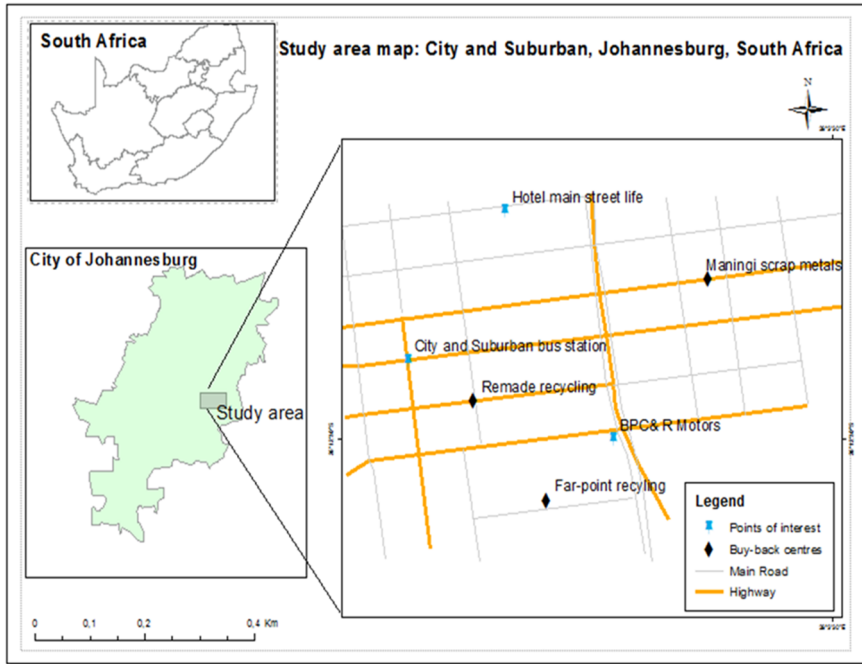 South Africa
Study area map: City and Suburban, Johannesburg, South Africa
N
Hotel main street life
City of Johannesburg
Maningi scrap metals
City and Suburban bus station
Remade recycling
Study area
BPC& R Motors
Far-point recyling
Legend
Points of interest
Buy-back centres
Main Road
Highway
0 0,1 0,2 0,4 Km